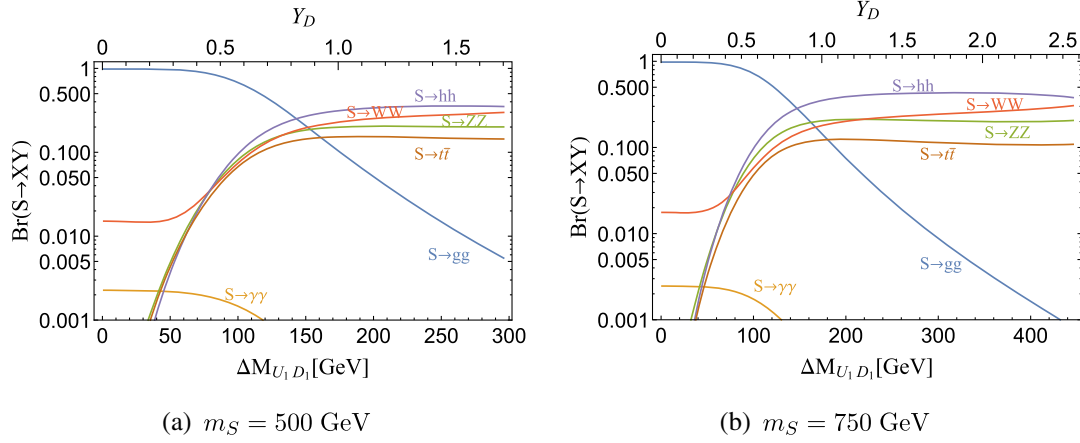 Y_D
0 0.5 1.0 1.5
1
0.500
0.100
0.050
0.010
0.005
0.001
Br(S→XY)
S→hh
S→WW
S→ZZ
S→tt̄
S→gg
S→γγ
0 50 100 150 200 250 300
ΔM_{U_1 D_1}[GeV]
(a) m_S = 500 GeV
Y_D
0 0.5 1.0 1.5 2.0 2.5
1
0.500
0.100
0.050
0.010
0.005
0.001
Br(S→XY)
S→hh
S→WW
S→ZZ
S→tt̄
S→gg
S→γγ
0 100 200 300 400
ΔM_{U_1 D_1}[GeV]
(b) m_S = 750 GeV